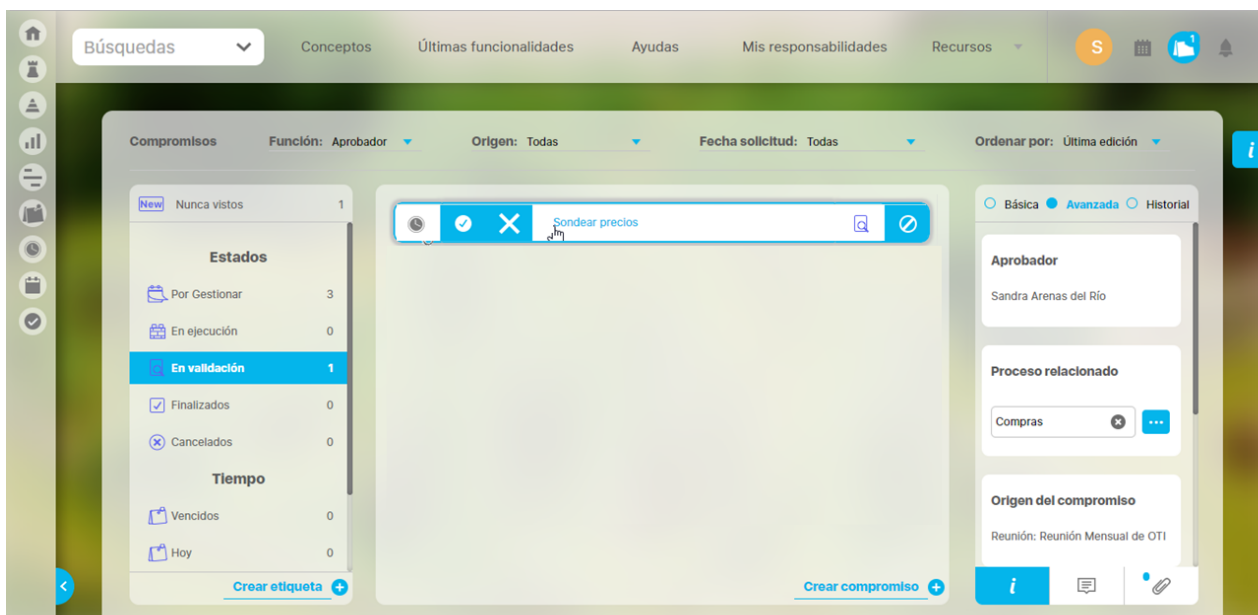 Búsquedas
Conceptos
Últimas funcionalidades
Ayudas
Mis responsabilidades
Recursos
S
1
Compromisos
Función: Aprobador
Origen: Todas
Fecha solicitud: Todas
Ordenar por: Última edición
i
New Nunca vistos 1
Estados
Por Gestionar 3
En ejecución 0
En validación 1
Finalizados 0
Cancelados 0
Tiempo
Vencidos 0
Hoy 0
Crear etiqueta
Sondear precios
Crear compromiso
Básica Avanzada Historial
Aprobador
Sandra Arenas del Río
Proceso relacionado
Compras
Origen del compromiso
Reunión: Reunión Mensual de OTI
i